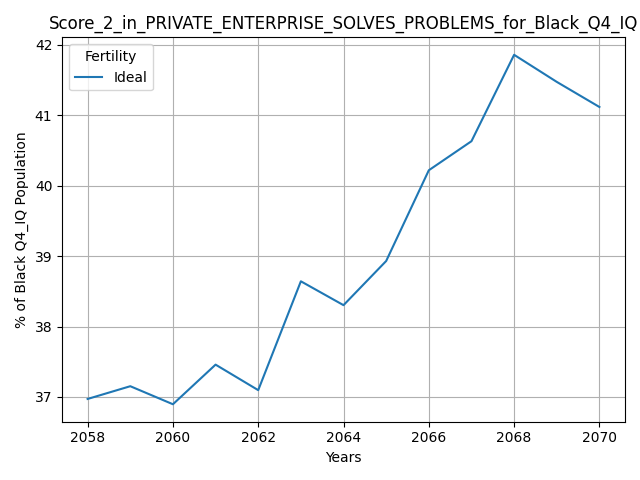 Score_2_in_PRIVATE_ENTERPRISE_SOLVES_PROBLEMS_for_Black_Q4_IQ
Fertility
Ideal
42
41
40
39
38
37
% of Black Q4_IQ Population
2058
2060
2062
2064
2066
2068
2070
Years